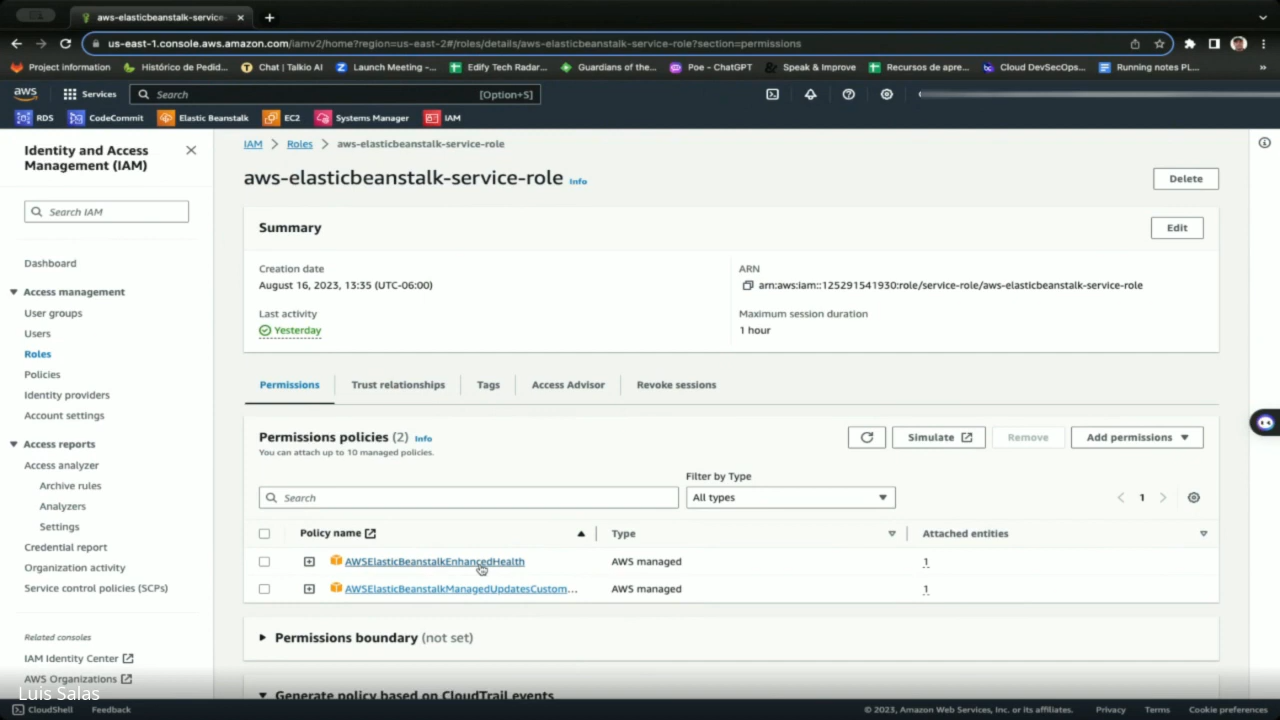 aws-elasticbeanstalk-service-
us-east-1.console.aws.amazon.com/iamv2/home?region=us-east-2#/roles/details/aws-elasticbeanstalk-service-role?section=permissions
Project information
Histórico de Pedid...
Chat | Talkio AI
Launch Meeting -...
Edify Tech Radar...
Guardians of the...
Poe - ChatGPT
Speak & Improve
Recursos de apre...
Cloud DevSecOps...
Running notes PL...
»
aws
Services
Search
[Option+S]
RDS
CodeCommit
Elastic Beanstalk
EC2
Systems Manager
IAM
Identity and Access
Management (IAM)
Search IAM
Dashboard
Access management
User groups
Users
Roles
Policies
Identity providers
Account settings
Access reports
Access analyzer
Archive rules
Analyzers
Settings
Credential report
Organization activity
Service control policies (SCPs)
Related consoles
IAM Identity Center
AWS Organizations
IAM > Roles > aws-elasticbeanstalk-service-role
aws-elasticbeanstalk-service-role Info
Delete
Summary
Edit
Creation date
August 16, 2023, 13:35 (UTC-06:00)
ARN
arn:aws:iam::125291541930:role/service-role/aws-elasticbeanstalk-service-role
Last activity
Yesterday
Maximum session duration
1 hour
Permissions
Trust relationships
Tags
Access Advisor
Revoke sessions
Permissions policies (2) Info
You can attach up to 10 managed policies.
Simulate
Remove
Add permissions
Filter by Type
Search
All types
1
Policy name
Type
Attached entities
AWSElasticBeanstalkEnhancedHealth
AWS managed
1
AWSElasticBeanstalkManagedUpdatesCustom...
AWS managed
1
Permissions boundary (not set)
Generate policy based on CloudTrail events
Luis Salas
CloudShell
Feedback
© 2023, Amazon Web Services, Inc. or its affiliates.
Privacy
Terms
Cookie preferences